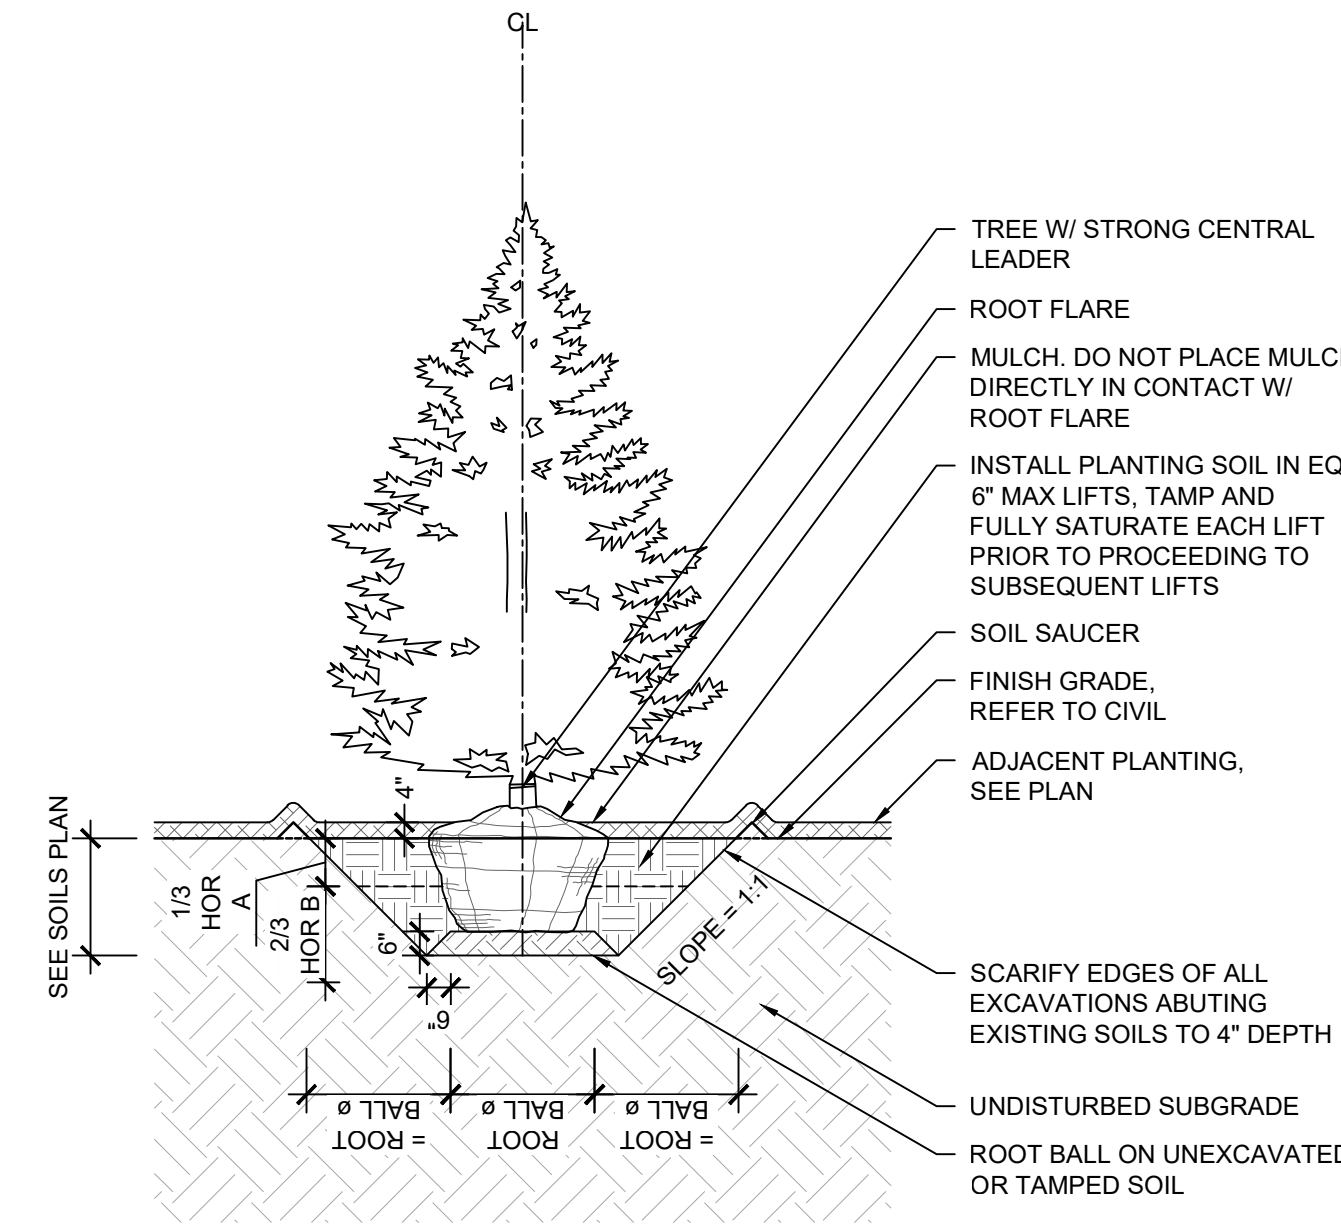 CL
TREE W/ STRONG CENTRAL
LEADER
ROOT FLARE
MULCH. DO NOT PLACE MULC
DIRECTLY IN CONTACT W/
ROOT FLARE
INSTALL PLANTING SOIL IN EQ
6" MAX LIFTS, TAMP AND
FULLY SATURATE EACH LIFT
PRIOR TO PROCEEDING TO
SUBSEQUENT LIFTS
SOIL SAUCER
FINISH GRADE,
REFER TO CIVIL
ADJACENT PLANTING,
SEE PLAN
SCARIFY EDGES OF ALL
EXCAVATIONS ABUTING
EXISTING SOILS TO 4" DEPTH
UNDISTURBED SUBGRADE
ROOT BALL ON UNEXCAVATED
OR TAMPED SOIL
SEE SOILS PLAN
1/3
HOR
A
2/3
HOR B
4"
6"
6"
SLOPE = 1:1
= ROOT
BALL ø
ROOT
BALL ø
= ROOT
BALL ø